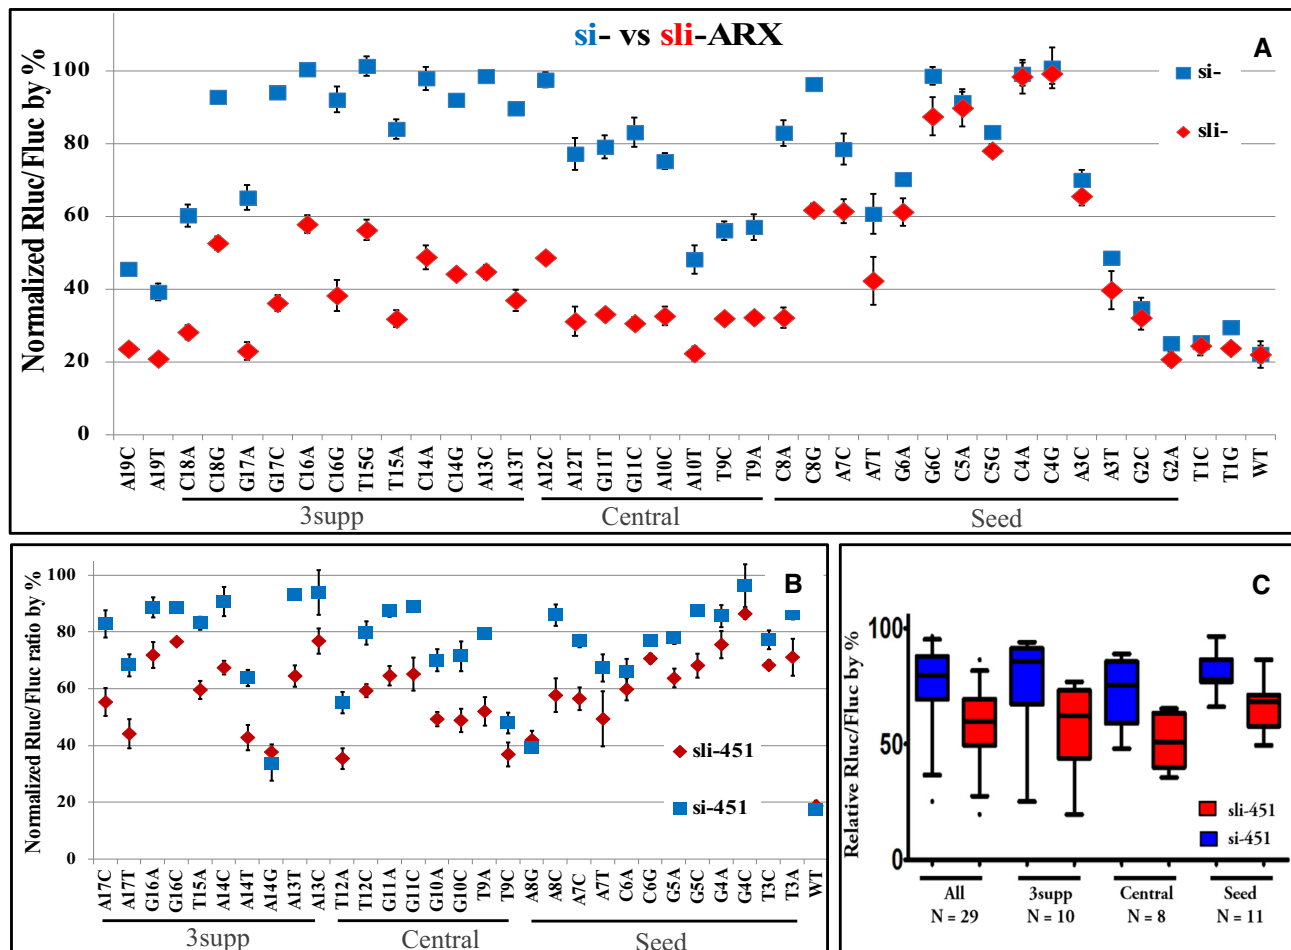 si- vs sli-ARX
A
Normalized Rluc/Fluc by %
100
80
60
40
20
0
si-
sli-
A19C A19T C18A C18G G17A G17C C16A C16G T15G T15A C14A C14G A13C A13T A12C A12T G11T G11C A10C A10T T9C T9A C8A C8G A7C A7T G6A G6C C5A C5G C4A C4G A3C A3T G2C G2A T1C T1G WT
3supp Central Seed
B
Normalized Rluc/Fluc ratio by %
100
80
60
40
20
0
sli-451
si-451
A17C A17T G16A G16C T15A A14C A14T A14G A13T A13C T12A T12C G11A G11C G10A G10C T9A T9C A8G A8C A7C A7T C6A C6G G5A G5C G4A G4C T3C T3A WT
3supp Central Seed
C
Relative Rluc/Fluc by %
100
50
0
sli-451
si-451
All 3supp Central Seed
N = 29 N = 10 N = 8 N = 11